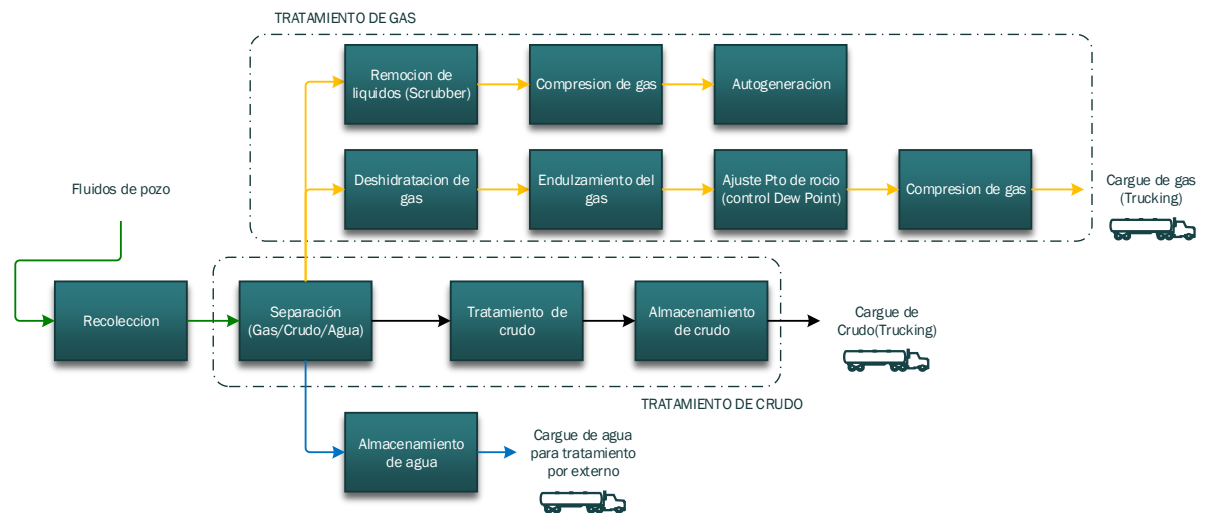 TRATAMIENTO DE GAS
Remocion de
liquidos (Scrubber)
Compresion de gas
Autogeneracion
Fluidos de pozo
Deshidratacion de
gas
Endulzamiento del
gas
Ajuste Pto de rocio
(control Dew Point)
Compresion de gas
Cargue de gas
(Trucking)
Recoleccion
Separación
(Gas/Crudo/Agua)
Tratamiento de
crudo
Almacenamiento
de crudo
Cargue de
Crudo(Trucking)
TRATAMIENTO DE CRUDO
Almacenamiento
de agua
Cargue de agua
para tratamiento
por externo